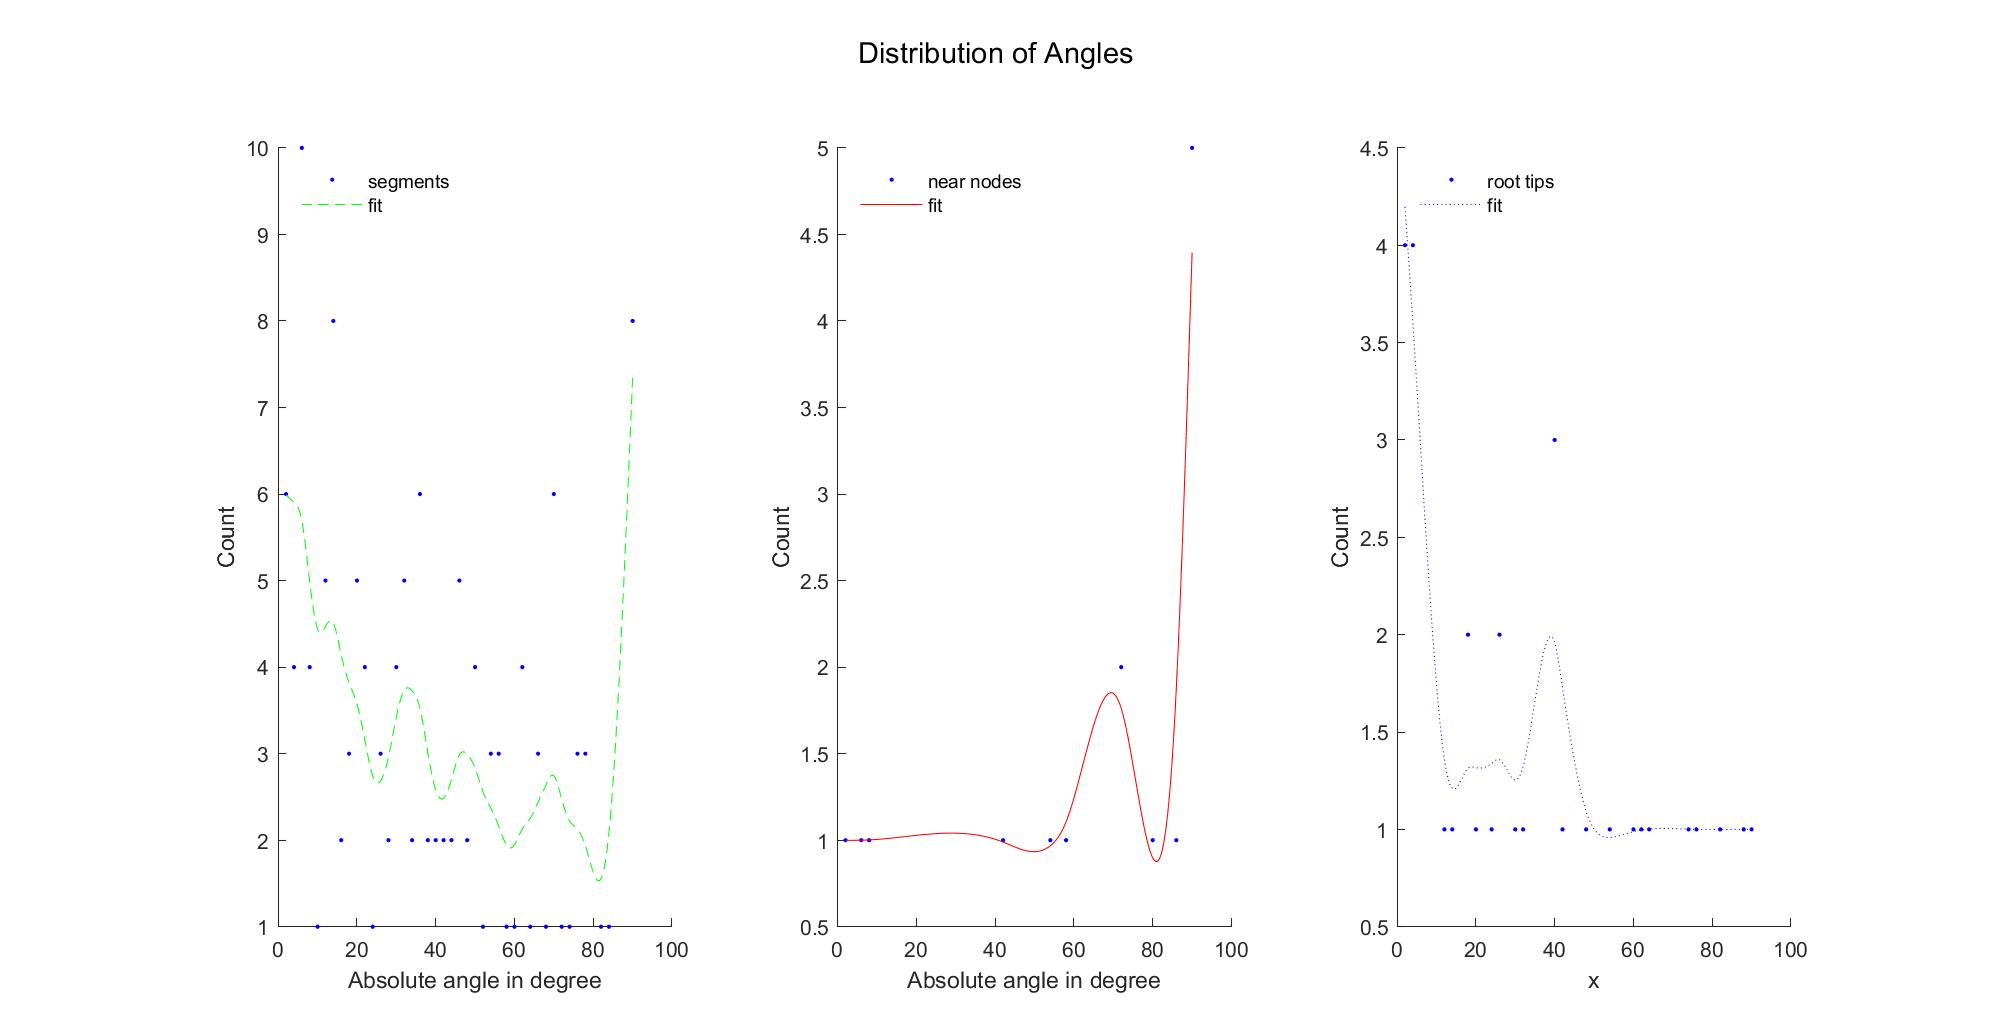 Distribution of Angles
10
9
8
7
6
5
4
3
2
1
0 20 40 60 80 100
Count
Absolute angle in degree
segments
fit
5
4.5
4
3.5
3
2.5
2
1.5
1
0.5
0 20 40 60 80 100
Count
Absolute angle in degree
near nodes
fit
4.5
4
3.5
3
2.5
2
1.5
1
0.5
0 20 40 60 80 100
Count
x
root tips
fit